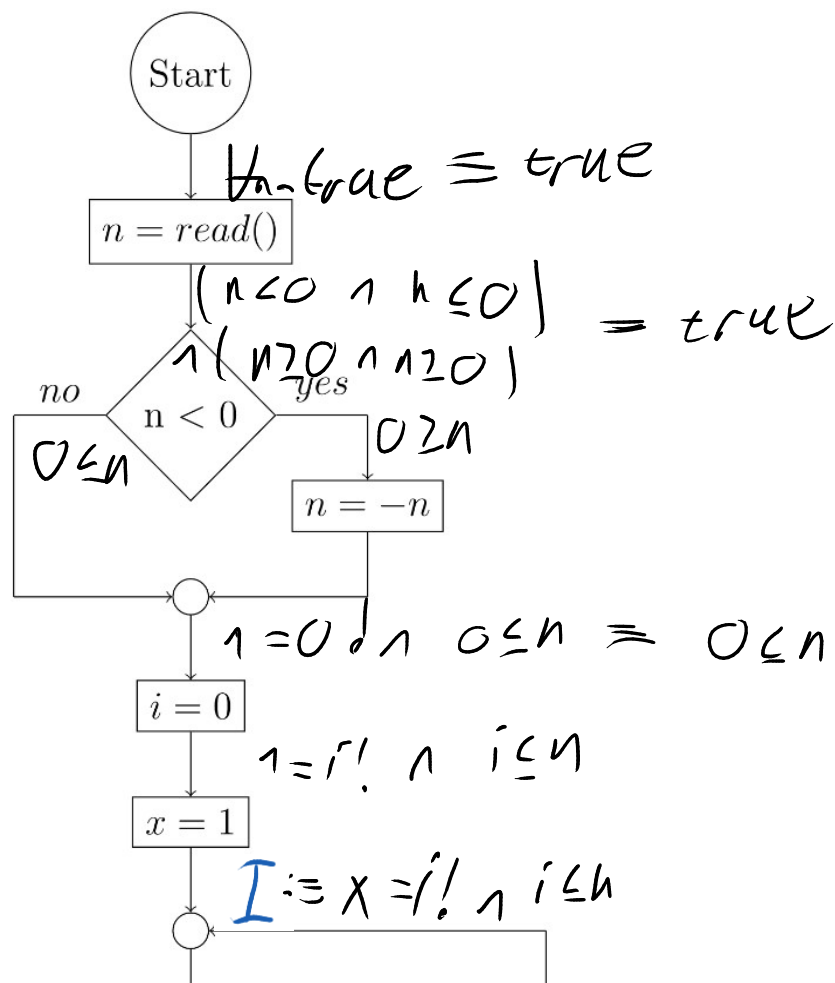 Start
∀n. true ≡ true
n = read()
(n<0 ∧ n≤0)
∧(n≥0 ∧ n≥0) = true
no
yes
n < 0
0≥n
0≤n
n = −n
1=0! ∧ 0≤n ≡ 0≤n
i = 0
1=i! ∧ i≤n
x = 1
I :≡ x=i! ∧ i≤n